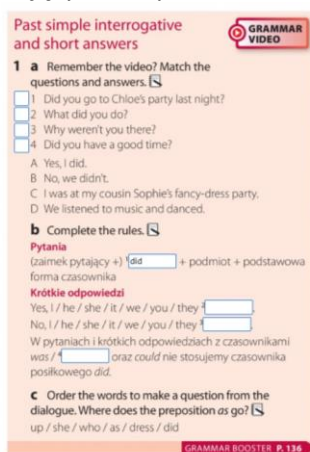 Past simple interrogative
and short answers
GRAMMAR
VIDEO
1 a Remember the video? Match the
questions and answers.
1 Did you go to Chloe's party last night?
2 What did you do?
3 Why weren't you there?
4 Did you have a good time?
A Yes, I did.
B No, we didn't.
C I was at my cousin Sophie's fancy-dress party.
D We listened to music and danced.
b Complete the rules.
Pytania
(zaimek pytający +) 1 did + podmiot + podstawowa
forma czasownika
Krótkie odpowiedzi
Yes, I / he / she / it / we / you / they 2 .
No, I / he / she / it / we / you / they 3 .
W pytaniach i krótkich odpowiedziach z czasownikami
was / 4 oraz could nie stosujemy czasownika
posiłkowego did.
c Order the words to make a question from the
dialogue. Where does the preposition as go?
up / she / who / as / dress / did
GRAMMAR BOOSTER P. 136